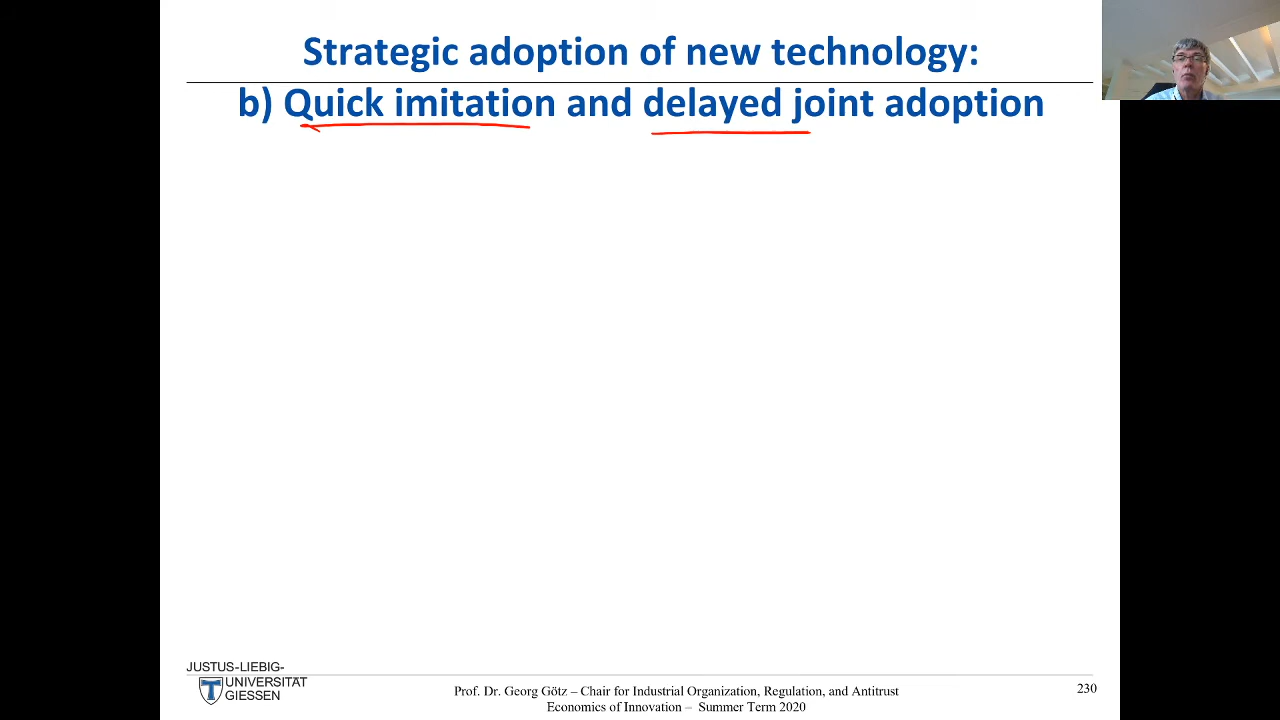 Strategic adoption of new technology:
b) Quick imitation and delayed joint adoption
JUSTUS-LIEBIG-
UNIVERSITÄT
GIESSEN
Prof. Dr. Georg Götz – Chair for Industrial Organization, Regulation, and Antitrust
Economics of Innovation – Summer Term 2020
230